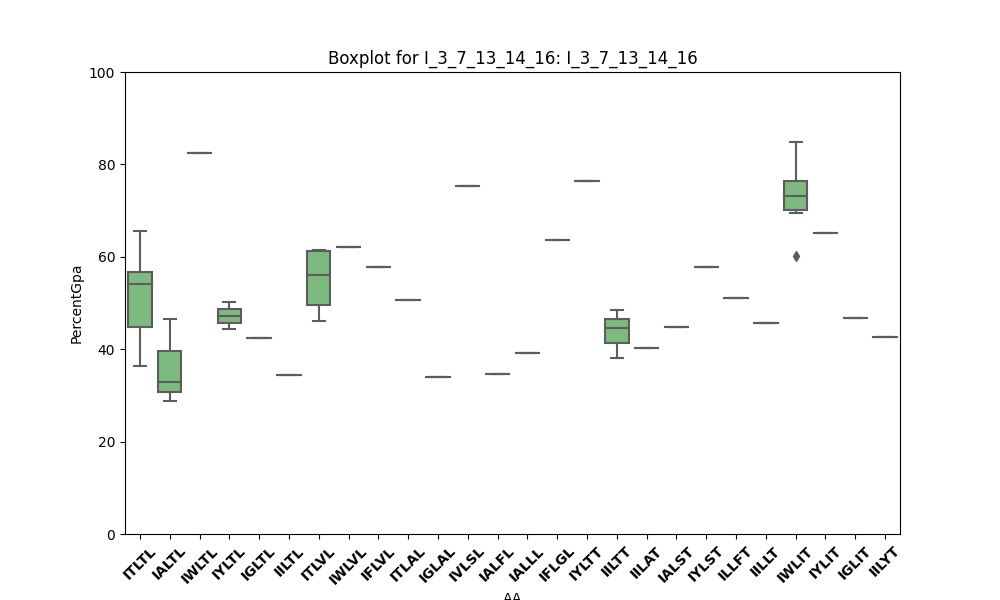 Boxplot for I_3_7_13_14_16: I_3_7_13_14_16
100
80
60
40
20
0
PercentGpa
ITLTL IALTL IWLTL IYLTL IGLTL IILTL ITLVL IWLVL IFLVL ITLAL IGLAL IVLSL IALFL IALLL IFLGL IYLTT IILTT IILAT IALST IYLST ILLFT IILLT IWLIT IYLIT IGLIT IILYT
AA